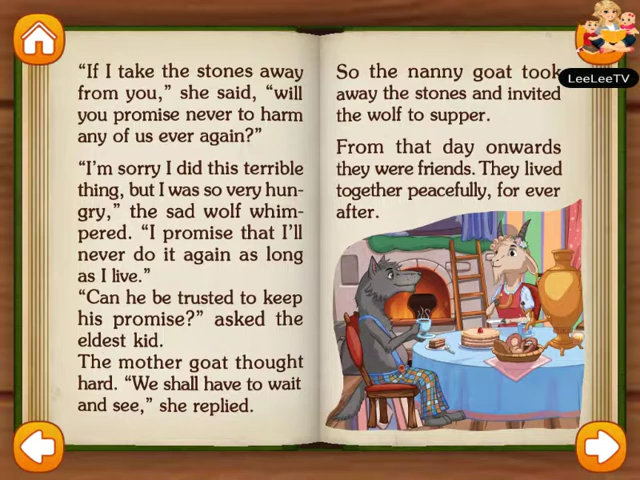 “If I take the stones away
from you,” she said, “will
you promise never to harm
any of us ever again?”
“I’m sorry I did this terrible
thing, but I was so very hun-
gry,” the sad wolf whim-
pered. “I promise that I’ll
never do it again as long
as I live.”
“Can he be trusted to keep
his promise?” asked the
eldest kid.
The mother goat thought
hard. “We shall have to wait
and see,” she replied.
So the nanny goat took
away the stones and invited
the wolf to supper.
From that day onwards
they were friends. They lived
together peacefully, for ever
after.
LeeLeeTV